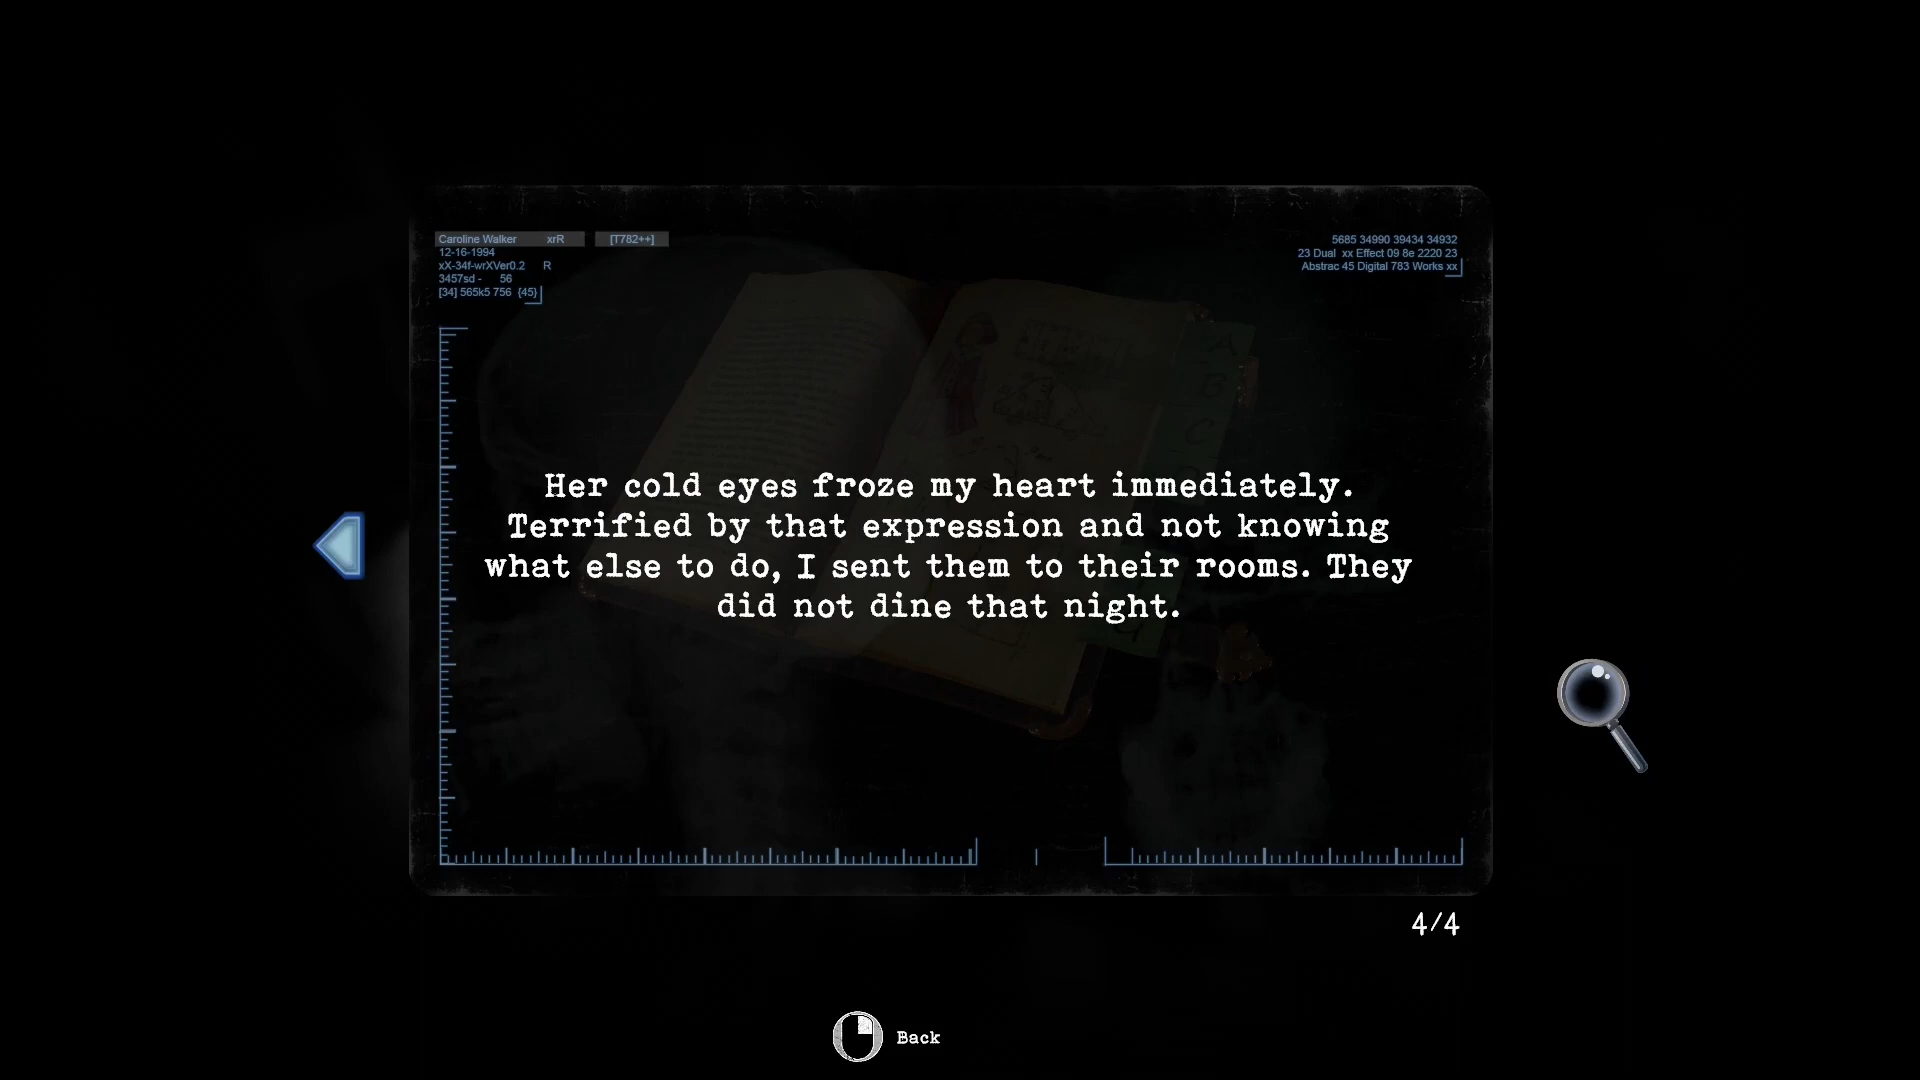 Caroline Walker xrR [T782++]
12-16-1994
xX-34f-wrXVer0.2 R
3457sd - 56
[34] 565k5 756 {45}
5685 34990 39434 34932
23 Dual xx Effect 09 8e 2220 23
Abstrac 45 Digital 783 Works xx
A
B
C
Her cold eyes froze my heart immediately.
Terrified by that expression and not knowing
what else to do, I sent them to their rooms. They
did not dine that night.
4/4
Back